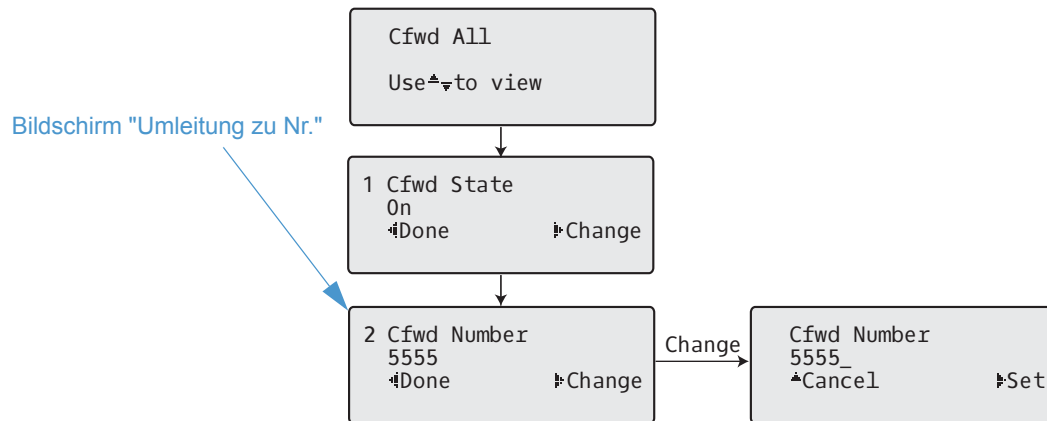 Cfwd All
Use to view
Bildschirm "Umleitung zu Nr."
1 Cfwd State
On
Done Change
2 Cfwd Number
5555
Done Change
Change
Cfwd Number
5555_
Cancel Set